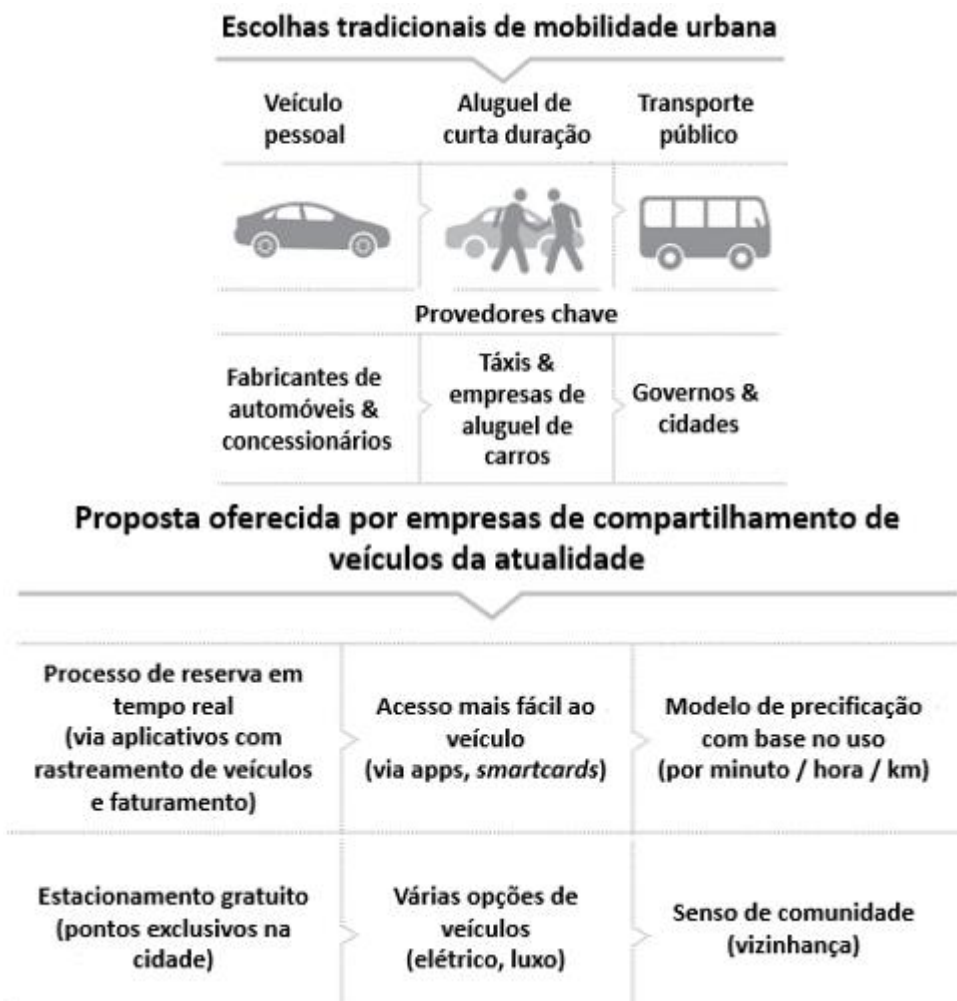 Escolhas tradicionais de mobilidade urbana
Veículo
pessoal
Aluguel de
curta duração
Transporte
público
Provedores chave
Fabricantes de
automóveis &
concessionários
Táxis &
empresas de
aluguel de
carros
Governos &
cidades
Proposta oferecida por empresas de compartilhamento de
veículos da atualidade
Processo de reserva em
tempo real
(via aplicativos com
rastreamento de veículos
e faturamento)
Acesso mais fácil ao
veículo
(via apps, smartcards)
Modelo de precificação
com base no uso
(por minuto / hora / km)
Estacionamento gratuito
(pontos exclusivos na
cidade)
Várias opções de
veículos
(elétrico, luxo)
Senso de comunidade
(vizinhança)